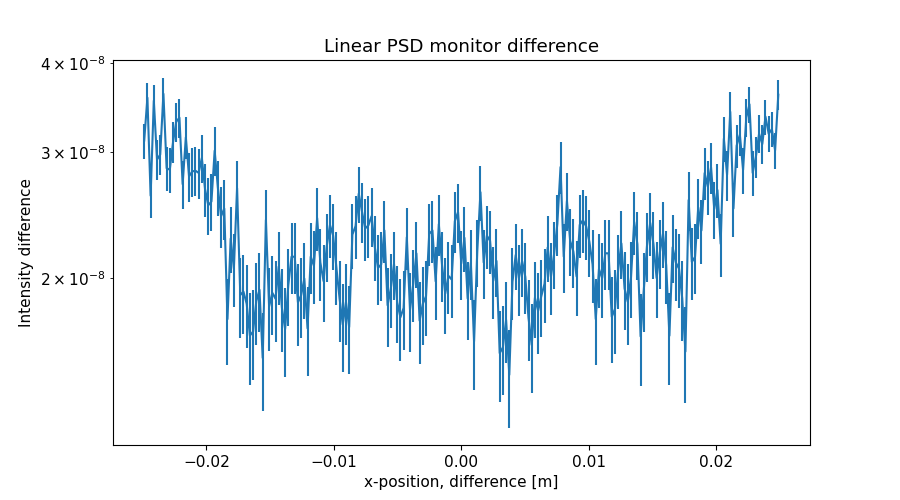 Linear PSD monitor difference
4 × 10⁻⁸
3 × 10⁻⁸
2 × 10⁻⁸
Intensity difference
−0.02 −0.01 0.00 0.01 0.02
x-position, difference [m]